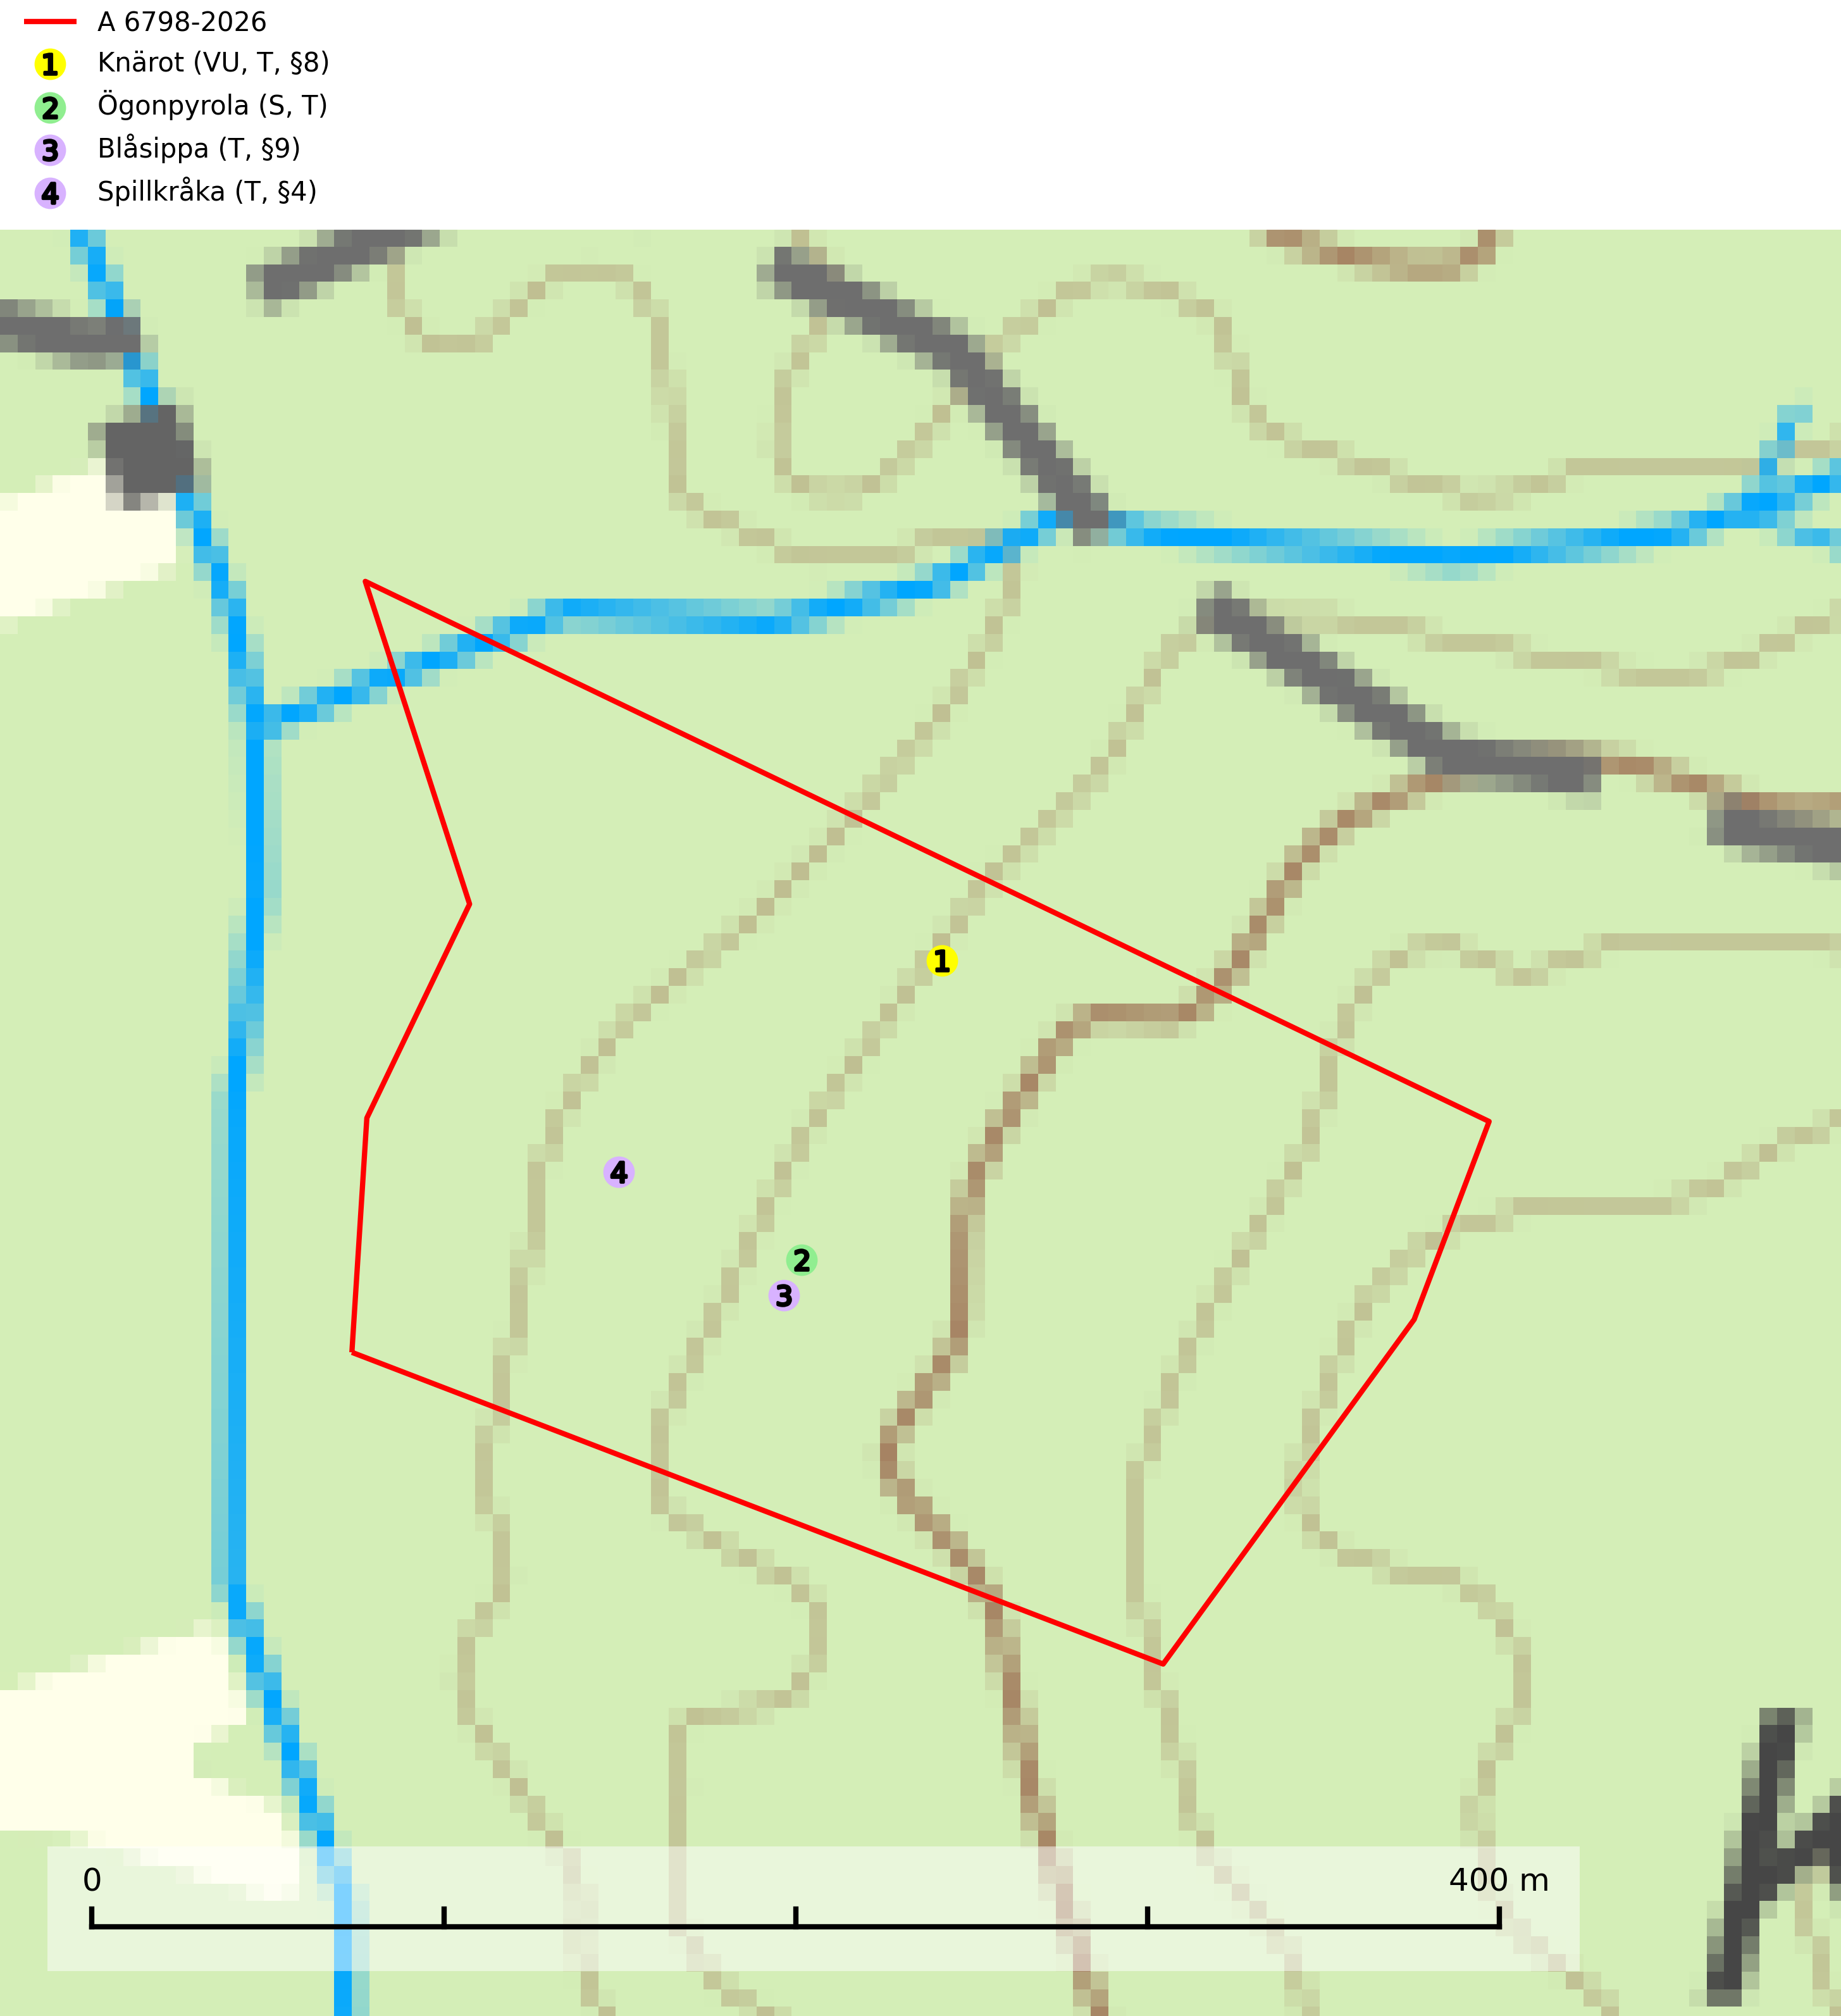 A 6798-2026
1 Knärot (VU, T, §8)
2 Ögonpyrola (S, T)
3 Blåsippa (T, §9)
4 Spillkråka (T, §4)
1
4
2
3
0 400 m